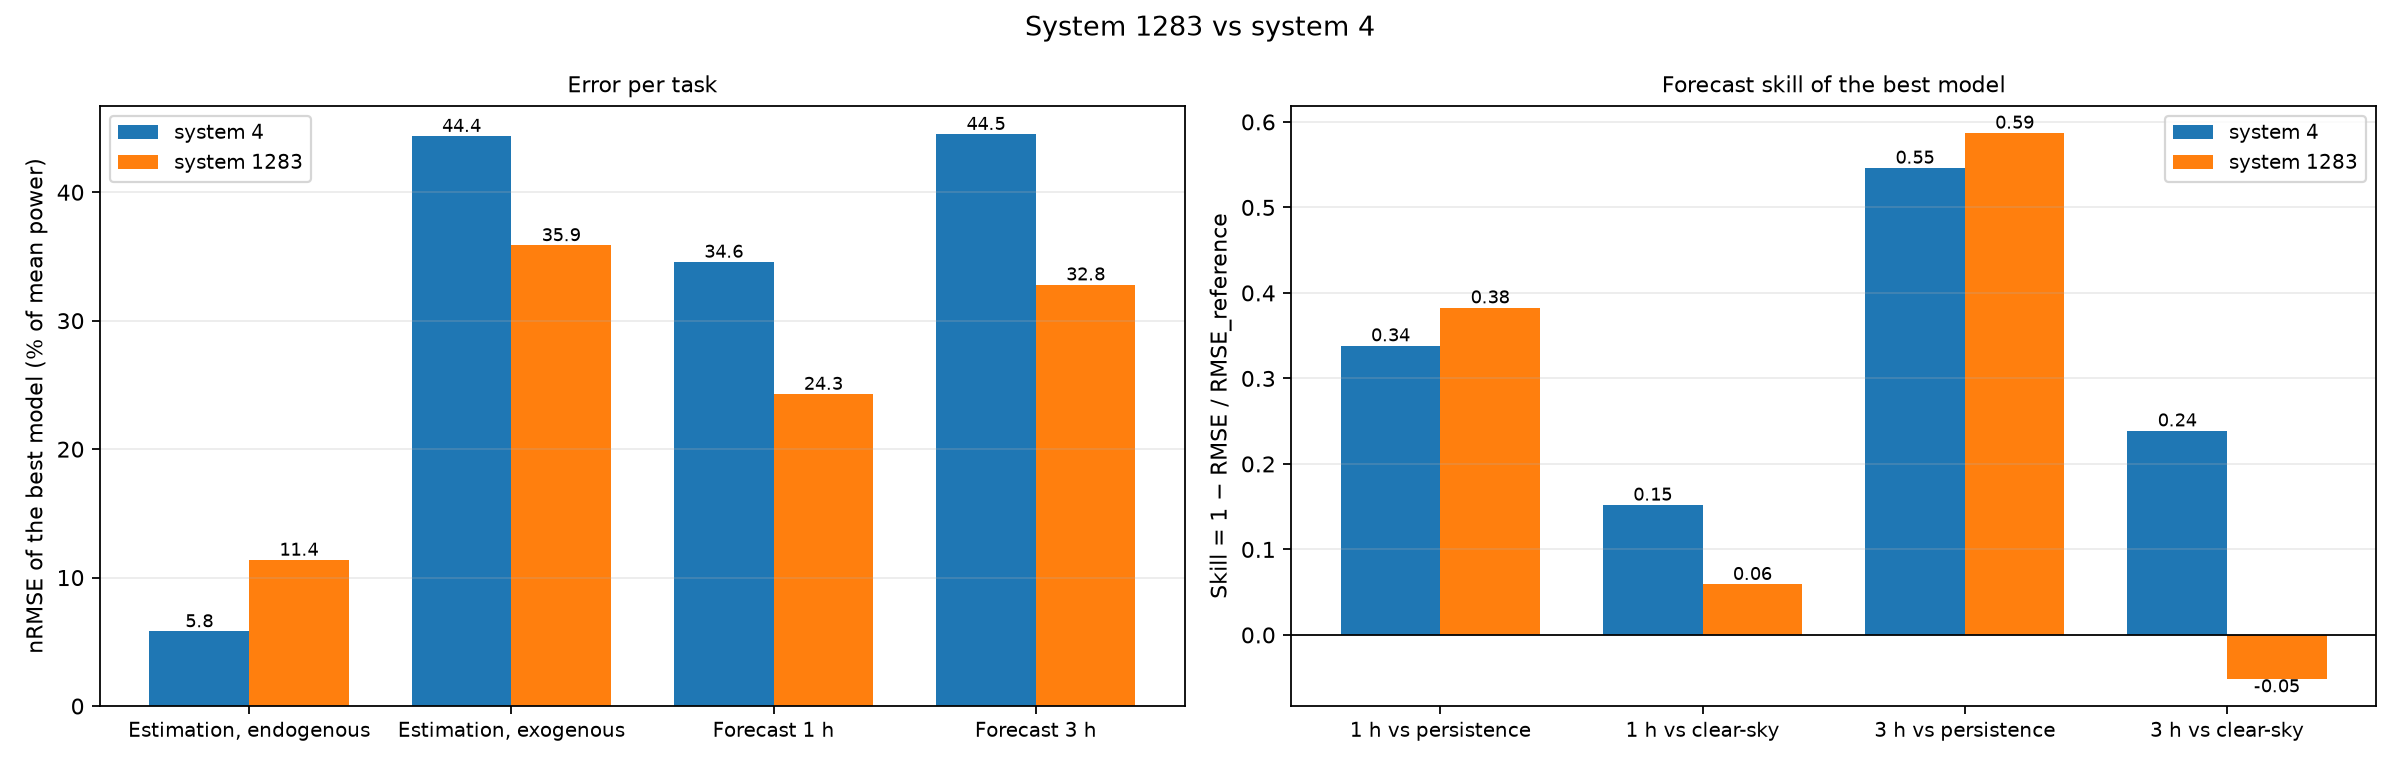 System 1283 vs system 4
Error per task
nRMSE of the best model (% of mean power)
system 4
system 1283
40
30
20
10
0
5.8
11.4
44.4
35.9
34.6
24.3
44.5
32.8
Estimation, endogenous
Estimation, exogenous
Forecast 1 h
Forecast 3 h
Forecast skill of the best model
Skill = 1 − RMSE / RMSE_reference
system 4
system 1283
0.6
0.5
0.4
0.3
0.2
0.1
0.0
0.34
0.38
0.15
0.06
0.55
0.59
0.24
-0.05
1 h vs persistence
1 h vs clear-sky
3 h vs persistence
3 h vs clear-sky